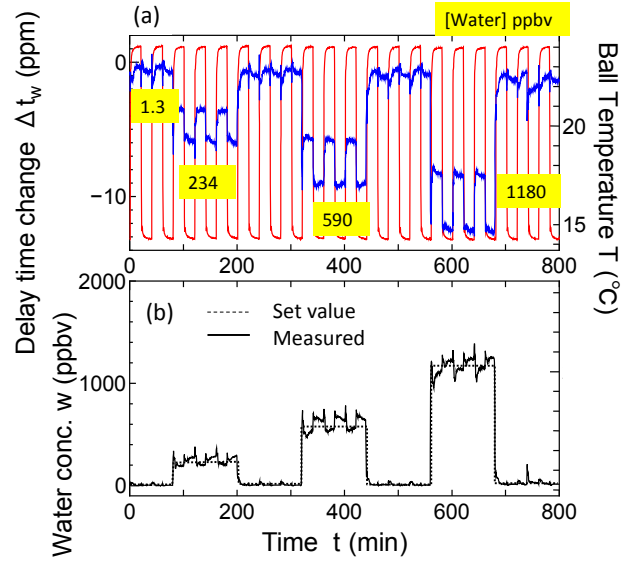 (a)
[Water] ppbv
Delay time change Δt_w (ppm)
0
−10
1.3
234
590
1180
20
15
Ball Temperature T (°C)
0 200 400 600 800
(b)
Set value
Measured
Water conc. w (ppbv)
2000
1000
0
0 200 400 600 800
Time t (min)